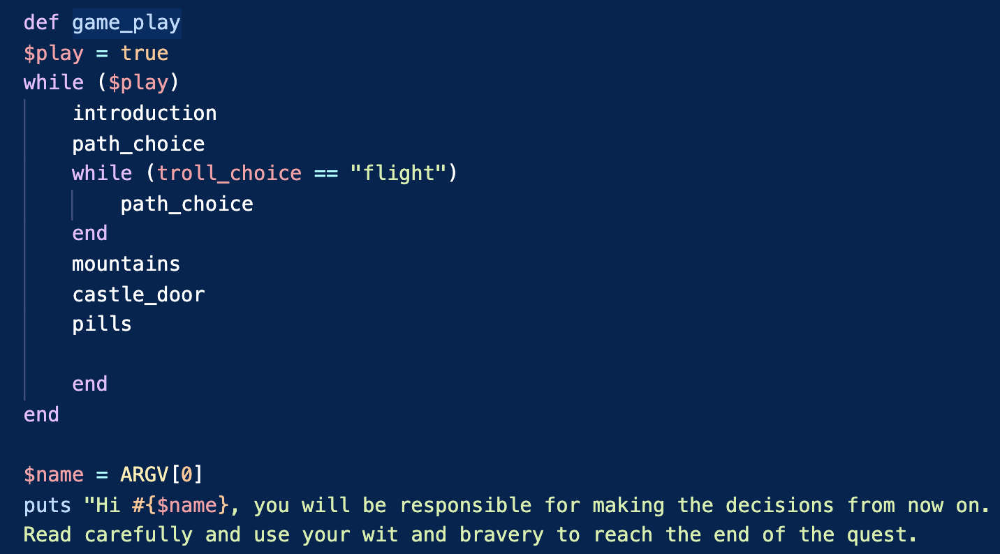 def game_play
$play = true
while ($play)
    introduction
    path_choice
    while (troll_choice == "flight")
        path_choice
    end
    mountains
    castle_door
    pills

    end
end

$name = ARGV[0]
puts "Hi #{$name}, you will be responsible for making the decisions from now on.
Read carefully and use your wit and bravery to reach the end of the quest.